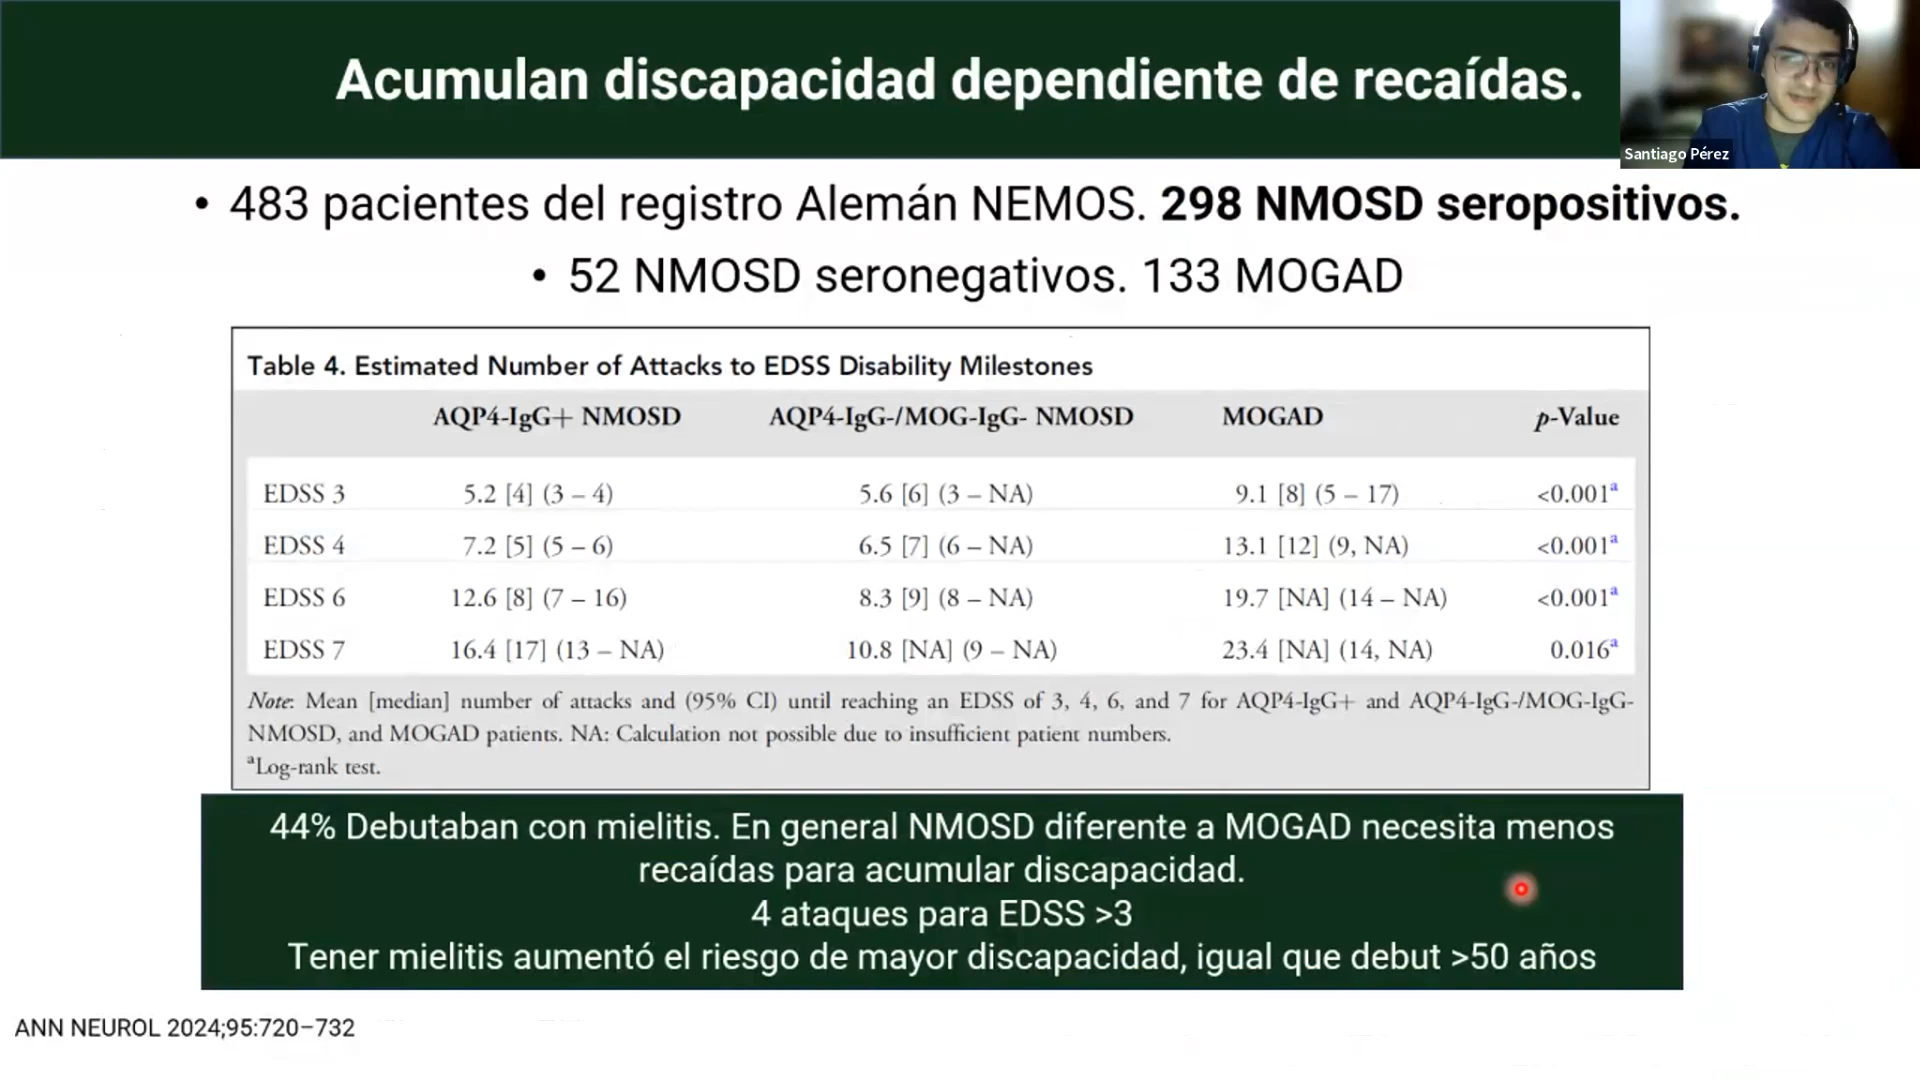 Acumulan discapacidad dependiente de recaídas.
Santiago Pérez
• 483 pacientes del registro Alemán NEMOS. 298 NMOSD seropositivos.
• 52 NMOSD seronegativos. 133 MOGAD
Table 4. Estimated Number of Attacks to EDSS Disability Milestones
AQP4-IgG+ NMOSD AQP4-IgG-/MOG-IgG- NMOSD MOGAD p-Value
EDSS 3 5.2 [4] (3 – 4) 5.6 [6] (3 – NA) 9.1 [8] (5 – 17) <0.001a
EDSS 4 7.2 [5] (5 – 6) 6.5 [7] (6 – NA) 13.1 [12] (9, NA) <0.001a
EDSS 6 12.6 [8] (7 – 16) 8.3 [9] (8 – NA) 19.7 [NA] (14 – NA) <0.001a
EDSS 7 16.4 [17] (13 – NA) 10.8 [NA] (9 – NA) 23.4 [NA] (14, NA) 0.016a
Note: Mean [median] number of attacks and (95% CI) until reaching an EDSS of 3, 4, 6, and 7 for AQP4-IgG+ and AQP4-IgG-/MOG-IgG-
NMOSD, and MOGAD patients. NA: Calculation not possible due to insufficient patient numbers.
aLog-rank test.
44% Debutaban con mielitis. En general NMOSD diferente a MOGAD necesita menos
recaídas para acumular discapacidad.
4 ataques para EDSS >3
Tener mielitis aumentó el riesgo de mayor discapacidad, igual que debut >50 años
ANN NEUROL 2024;95:720–732